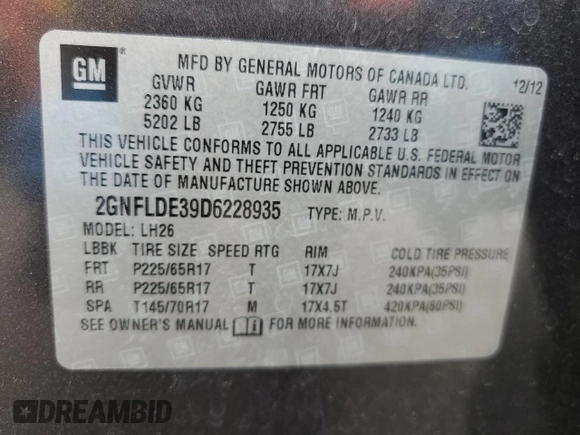 GM ®
MFD BY GENERAL MOTORS OF CANADA LTD.
12/12
GVWR GAWR FRT GAWR RR
2360 KG 1250 KG 1240 KG
5202 LB 2755 LB 2733 LB
THIS VEHICLE CONFORMS TO ALL APPLICABLE U.S. FEDERAL MOTOR
VEHICLE SAFETY AND THEFT PREVENTION STANDARDS IN EFFECT ON
THE DATE OF MANUFACTURE SHOWN ABOVE.
2GNFLDE39D6228935 TYPE: M.P.V.
MODEL: LH26
LBBK TIRE SIZE SPEED RTG RIM COLD TIRE PRESSURE
FRT P225/65R17 T 17X7J 240KPA(35PSI)
RR P225/65R17 T 17X7J 240KPA(35PSI)
SPA T145/70R17 M 17X4.5T 420KPA(60PSI)
SEE OWNER'S MANUAL FOR MORE INFORMATION.
DREAMBID